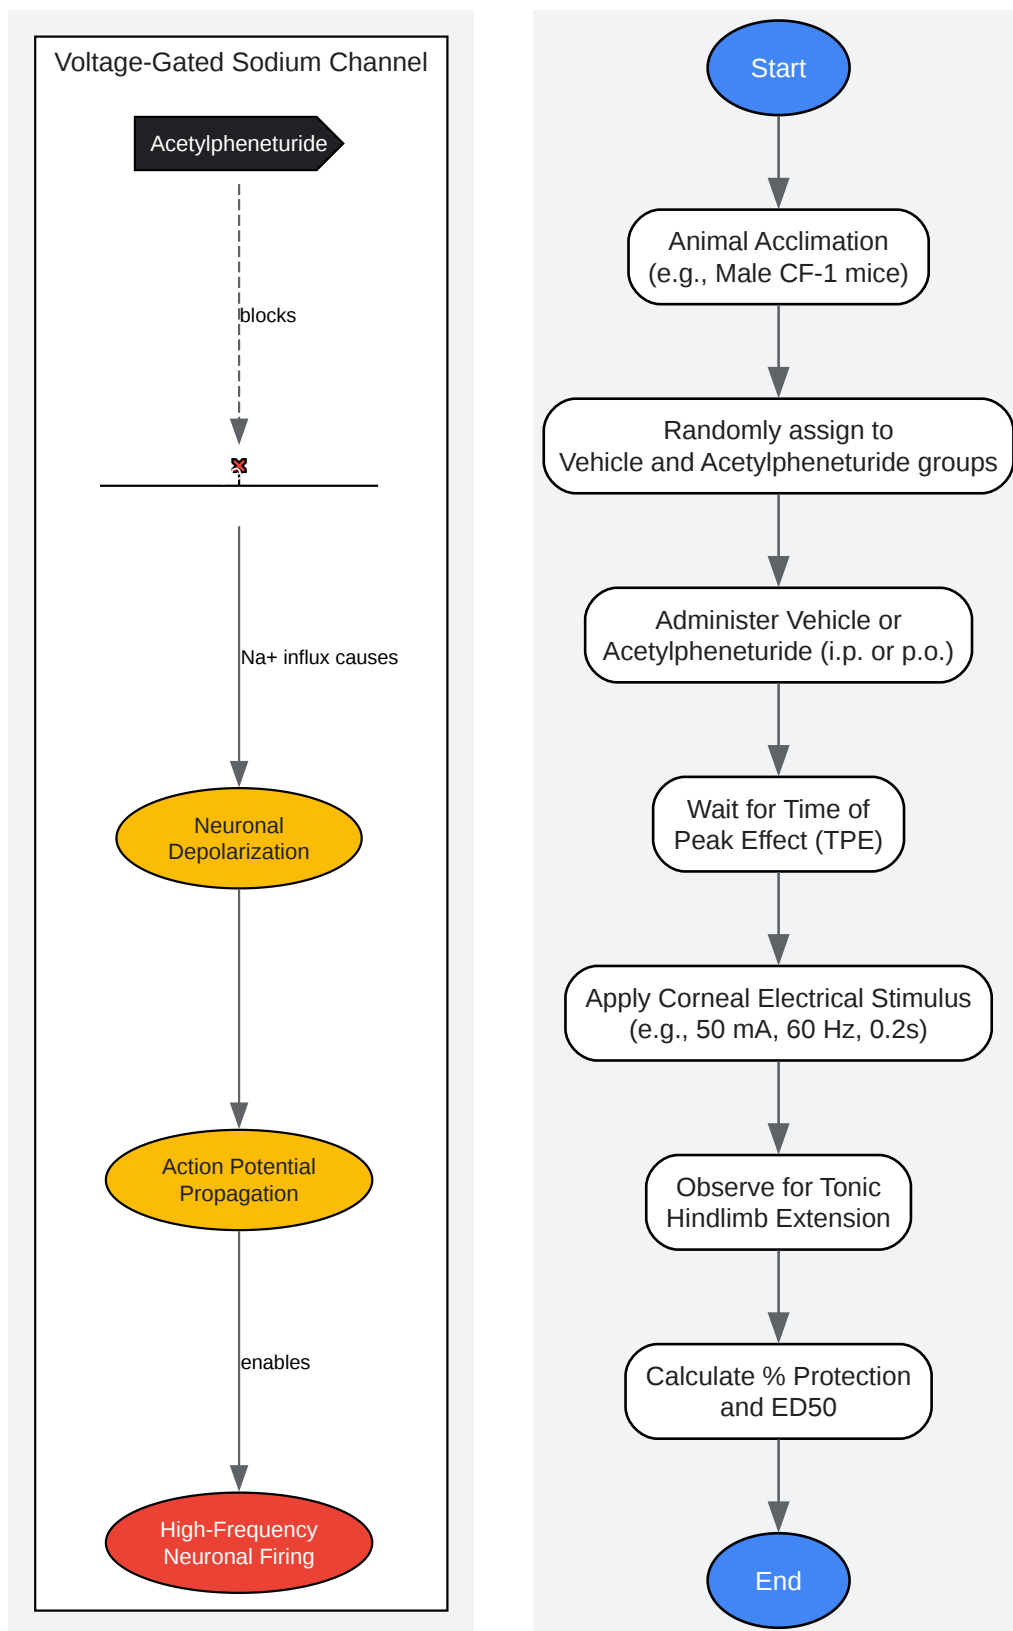 Voltage-Gated Sodium Channel
Acetylpheneturide
blocks
Na+ influx causes
Neuronal
Depolarization
Action Potential
Propagation
enables
High-Frequency
Neuronal Firing
Start
Animal Acclimation
(e.g., Male CF-1 mice)
Randomly assign to
Vehicle and Acetylpheneturide groups
Administer Vehicle or
Acetylpheneturide (i.p. or p.o.)
Wait for Time of
Peak Effect (TPE)
Apply Corneal Electrical Stimulus
(e.g., 50 mA, 60 Hz, 0.2s)
Observe for Tonic
Hindlimb Extension
Calculate % Protection
and ED50
End